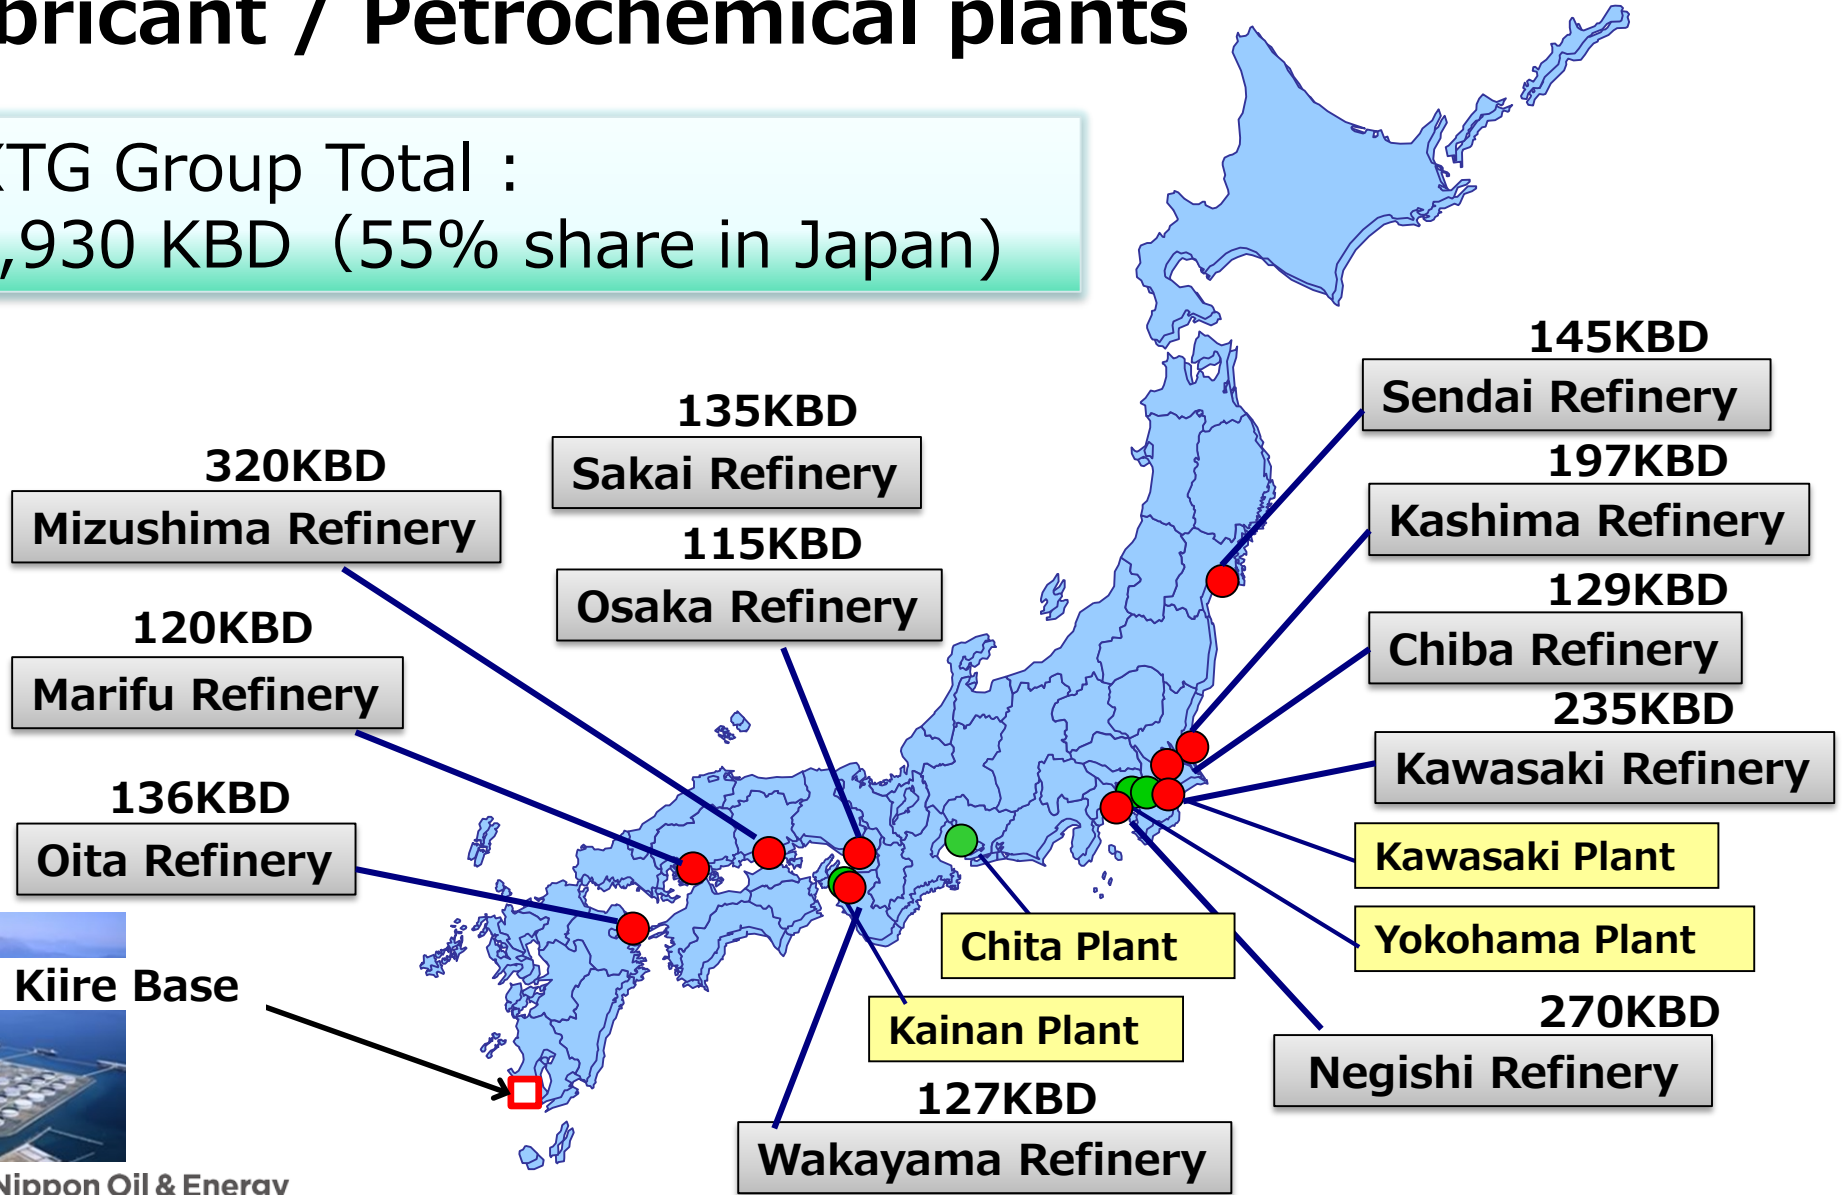 bricant / Petrochemical plants
XTG Group Total :
,930 KBD（55% share in Japan）
145KBD
Sendai Refinery
197KBD
Kashima Refinery
129KBD
Chiba Refinery
235KBD
Kawasaki Refinery
Kawasaki Plant
Yokohama Plant
270KBD
Negishi Refinery
135KBD
Sakai Refinery
115KBD
Osaka Refinery
320KBD
Mizushima Refinery
120KBD
Marifu Refinery
136KBD
Oita Refinery
Kiire Base
Chita Plant
Kainan Plant
127KBD
Wakayama Refinery
Nippon Oil & Energy